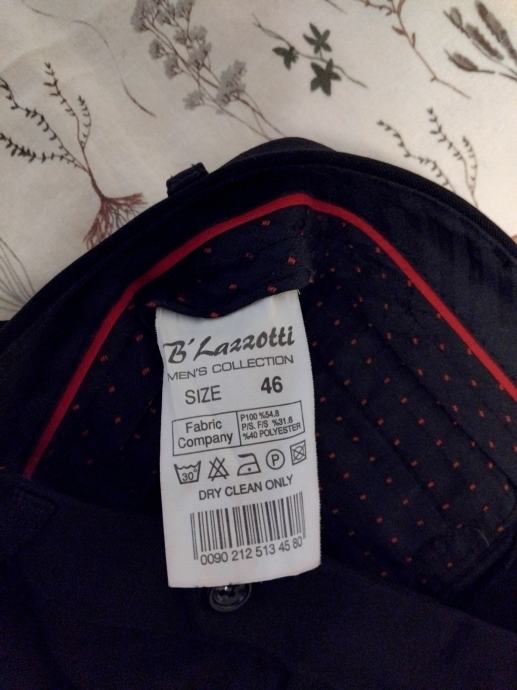 B' Lazzotti
MEN'S COLLECTION
SIZE 46
Fabric
Company
P100 %54.8
P/S. F/S %31.6
%40 POLYESTER
30°
P
DRY CLEAN ONLY
0090 212 513 45 80